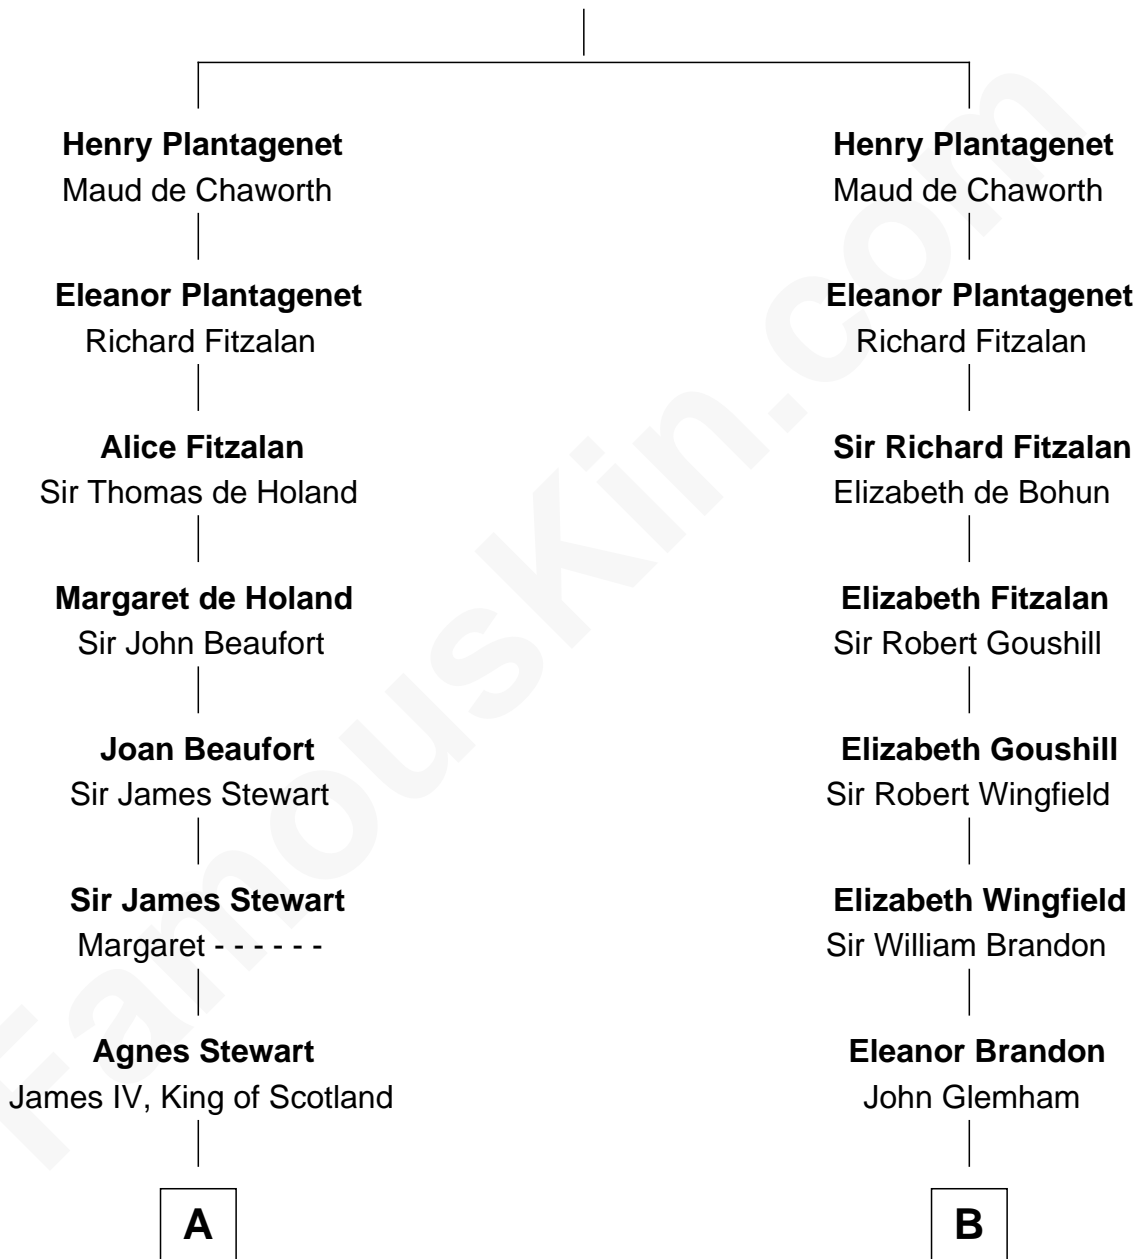 Henry Plantagenet
Maud de Chaworth
Eleanor Plantagenet
Richard Fitzalan
Alice Fitzalan
Sir Thomas de Holand
Margaret de Holand
Sir John Beaufort
Joan Beaufort
Sir James Stewart
Sir James Stewart
Margaret - - - - - -
Agnes Stewart
James IV, King of Scotland
A
Henry Plantagenet
Maud de Chaworth
Eleanor Plantagenet
Richard Fitzalan
Sir Richard Fitzalan
Elizabeth de Bohun
Elizabeth Fitzalan
Sir Robert Goushill
Elizabeth Goushill
Sir Robert Wingfield
Elizabeth Wingfield
Sir William Brandon
Eleanor Brandon
John Glemham
B
FamousKin.com